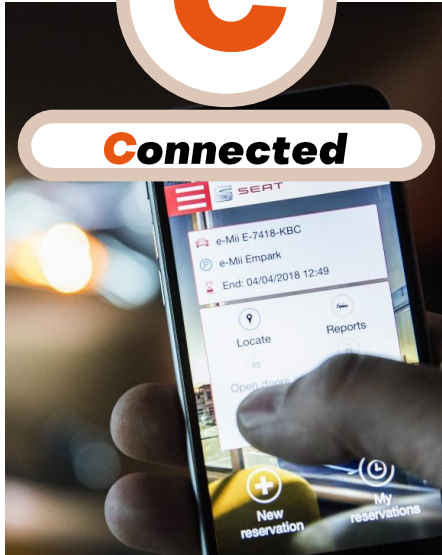 C
Connected
SEAT
e-Mii E-7418-KBC
P
e-Mii Empark
End: 04/04/2018 12:49
Locate
Reports
Open doors
New
reservation
My
reservations